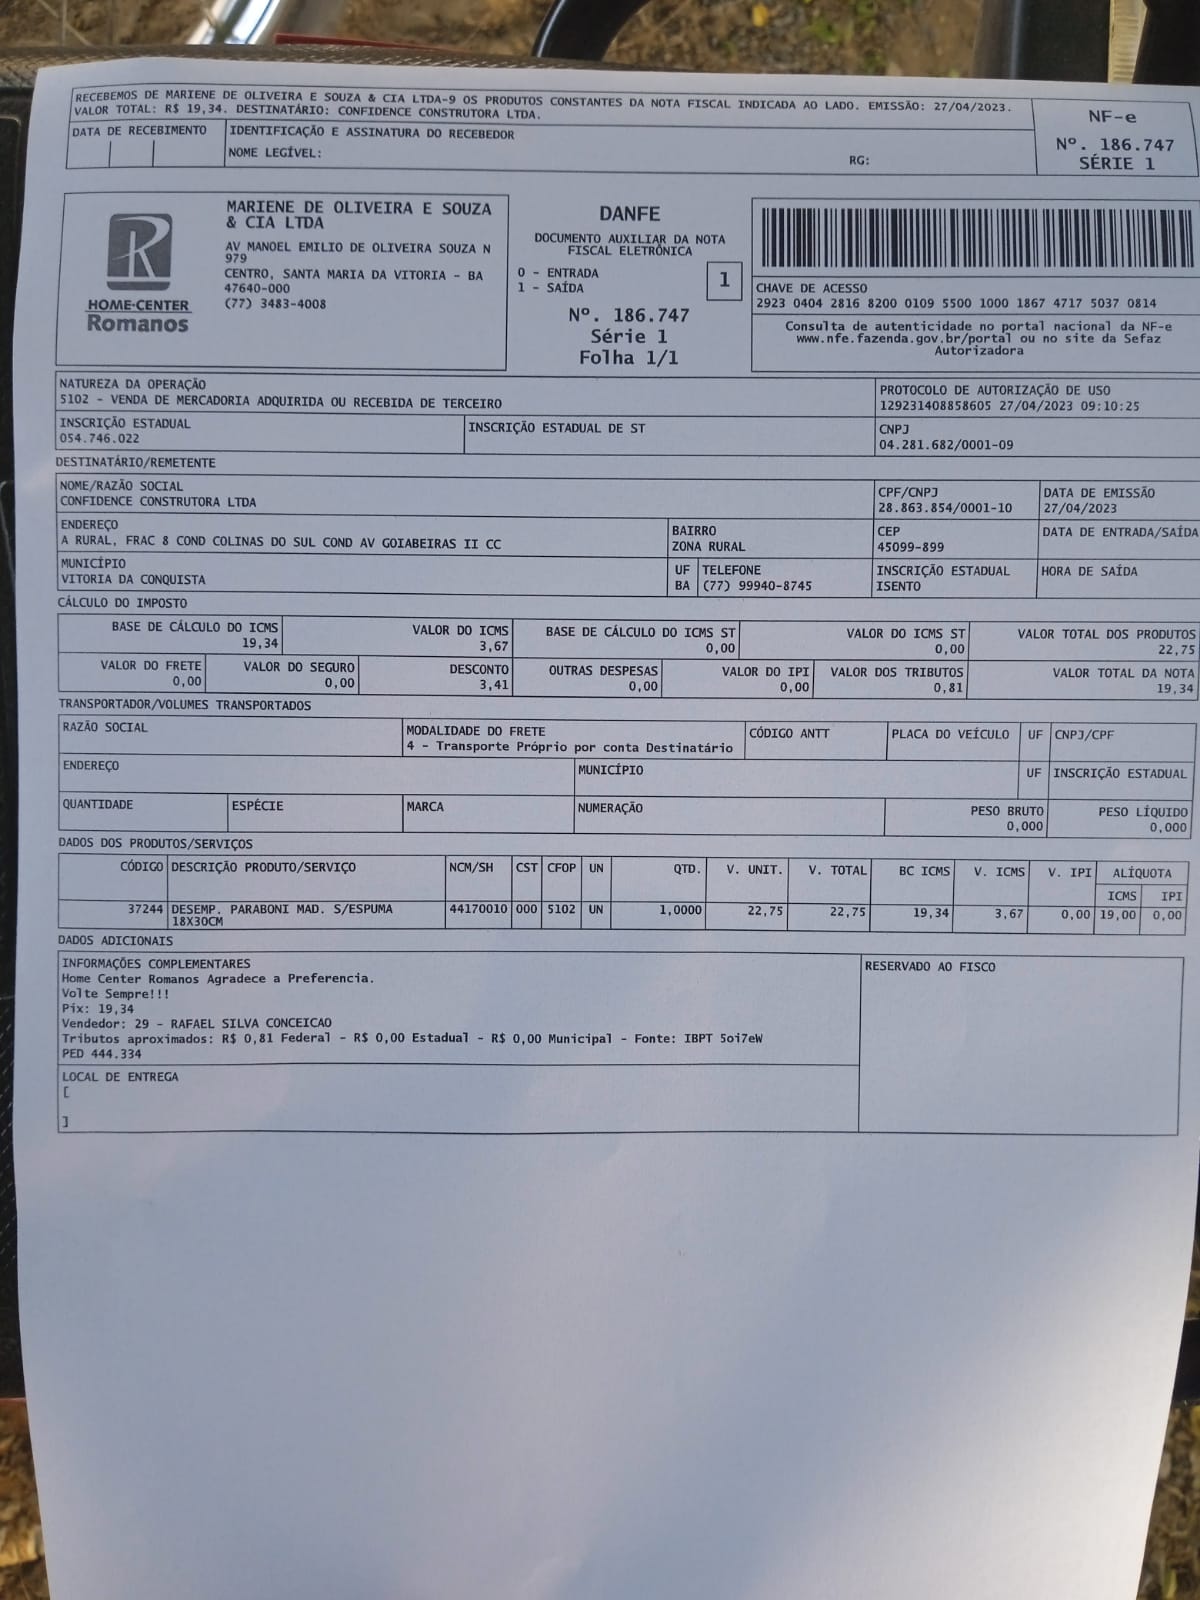 RECEBEMOS DE MARIENE DE OLIVEIRA E SOUZA & CIA LTDA-9 OS PRODUTOS CONSTANTES DA NOTA FISCAL INDICADA AO LADO. EMISSÃO: 27/04/2023.
VALOR TOTAL: R$ 19,34. DESTINATÁRIO: CONFIDENCE CONSTRUTORA LTDA.
DATA DE RECEBIMENTO
IDENTIFICAÇÃO E ASSINATURA DO RECEBEDOR
NOME LEGÍVEL:
RG:
NF-e
Nº. 186.747
SÉRIE 1
HOME-CENTER
Romanos
MARIENE DE OLIVEIRA E SOUZA
& CIA LTDA
AV MANOEL EMILIO DE OLIVEIRA SOUZA N
979
CENTRO, SANTA MARIA DA VITORIA - BA
47640-000
(77) 3483-4008
DANFE
DOCUMENTO AUXILIAR DA NOTA
FISCAL ELETRÔNICA
0 - ENTRADA
1 - SAÍDA
1
Nº. 186.747
Série 1
Folha 1/1
CHAVE DE ACESSO
2923 0404 2816 8200 0109 5500 1000 1867 4717 5037 0814
Consulta de autenticidade no portal nacional da NF-e
www.nfe.fazenda.gov.br/portal ou no site da Sefaz
Autorizadora
NATUREZA DA OPERAÇÃO
5102 - VENDA DE MERCADORIA ADQUIRIDA OU RECEBIDA DE TERCEIRO
PROTOCOLO DE AUTORIZAÇÃO DE USO
129231408858605 27/04/2023 09:10:25
INSCRIÇÃO ESTADUAL
054.746.022
INSCRIÇÃO ESTADUAL DE ST
CNPJ
04.281.682/0001-09
DESTINATÁRIO/REMETENTE
NOME/RAZÃO SOCIAL
CONFIDENCE CONSTRUTORA LTDA
CPF/CNPJ
28.863.854/0001-10
DATA DE EMISSÃO
27/04/2023
ENDEREÇO
A RURAL, FRAC 8 COND COLINAS DO SUL COND AV GOIABEIRAS II CC
BAIRRO
ZONA RURAL
CEP
45099-899
DATA DE ENTRADA/SAÍDA
MUNICÍPIO
VITORIA DA CONQUISTA
UF
BA
TELEFONE
(77) 99940-8745
INSCRIÇÃO ESTADUAL
ISENTO
HORA DE SAÍDA
CÁLCULO DO IMPOSTO
BASE DE CÁLCULO DO ICMS
19,34
VALOR DO ICMS
3,67
BASE DE CÁLCULO DO ICMS ST
0,00
VALOR DO ICMS ST
0,00
VALOR TOTAL DOS PRODUTOS
22,75
VALOR DO FRETE
0,00
VALOR DO SEGURO
0,00
DESCONTO
3,41
OUTRAS DESPESAS
0,00
VALOR DO IPI
0,00
VALOR DOS TRIBUTOS
0,81
VALOR TOTAL DA NOTA
19,34
TRANSPORTADOR/VOLUMES TRANSPORTADOS
RAZÃO SOCIAL
MODALIDADE DO FRETE
4 - Transporte Próprio por conta Destinatário
CÓDIGO ANTT
PLACA DO VEÍCULO
UF
CNPJ/CPF
ENDEREÇO
MUNICÍPIO
UF
INSCRIÇÃO ESTADUAL
QUANTIDADE
ESPÉCIE
MARCA
NUMERAÇÃO
PESO BRUTO
0,000
PESO LÍQUIDO
0,000
DADOS DOS PRODUTOS/SERVIÇOS
CÓDIGO DESCRIÇÃO PRODUTO/SERVIÇO NCM/SH CST CFOP UN QTD. V. UNIT. V. TOTAL BC ICMS V. ICMS V. IPI ALÍQUOTA
ICMS IPI
37244 DESEMP. PARABONI MAD. S/ESPUMA 44170010 000 5102 UN 1,0000 22,75 22,75 19,34 3,67 0,00 19,00 0,00
18X30CM
DADOS ADICIONAIS
INFORMAÇÕES COMPLEMENTARES
Home Center Romanos Agradece a Preferencia.
Volte Sempre!!!
Pix: 19,34
Vendedor: 29 - RAFAEL SILVA CONCEICAO
Tributos aproximados: R$ 0,81 Federal - R$ 0,00 Estadual - R$ 0,00 Municipal - Fonte: IBPT 5oi7eW
PED 444.334
RESERVADO AO FISCO
LOCAL DE ENTREGA
[
]